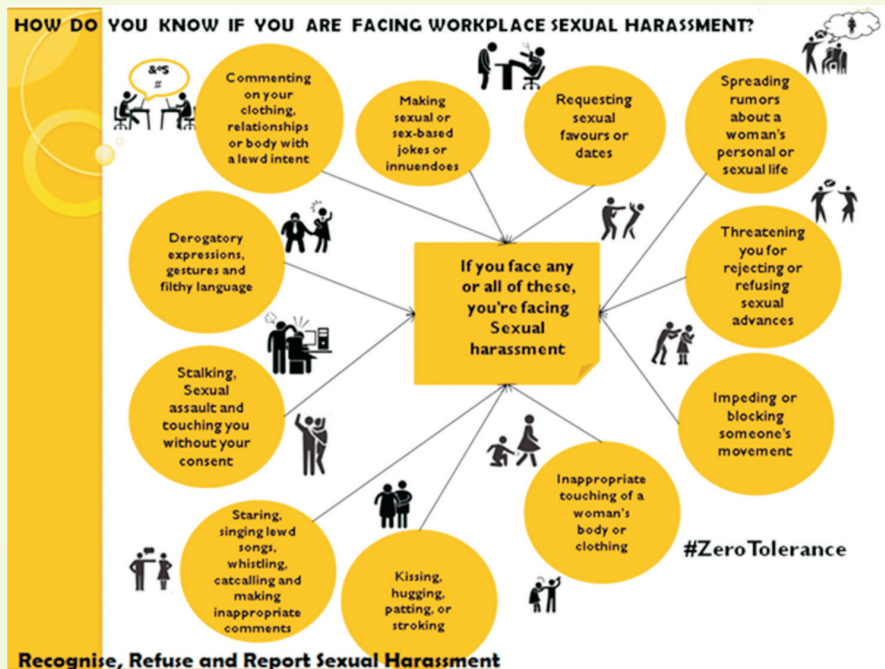 HOW DO YOU KNOW IF YOU ARE FACING WORKPLACE SEXUAL HARASSMENT?
&^S
#
Commenting
on your
clothing,
relationships
or body with
a lewd intent
Making
sexual or
sex-based
jokes or
innuendoes
Requesting
sexual
favours or
dates
Spreading
rumors
about a
woman's
personal or
sexual life
Derogatory
expressions,
gestures and
filthy language
If you face any
or all of these,
you're facing
Sexual
harassment
Threatening
you for
rejecting or
refusing
sexual
advances
Stalking,
Sexual
assault and
touching you
without your
consent
Impeding or
blocking
someone's
movement
Staring,
singing lewd
songs,
whistling,
catcalling and
making
inappropriate
comments
Kissing,
hugging,
patting, or
stroking
Inappropriate
touching of a
woman's
body or
clothing
#ZeroTolerance
Recognise, Refuse and Report Sexual Harassment